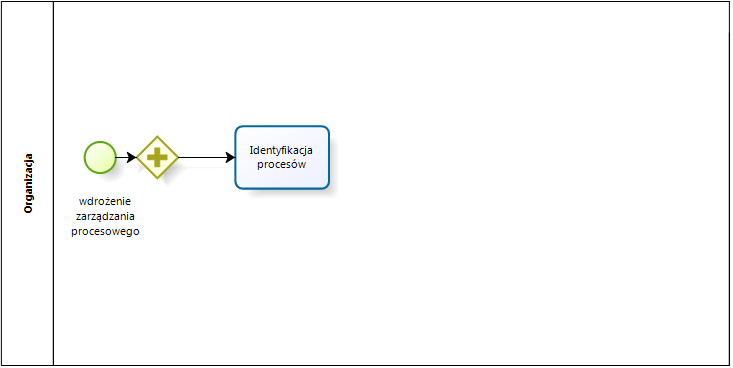 Organizacja
Identyfikacja
procesów
wdrożenie
zarządzania
procesowego